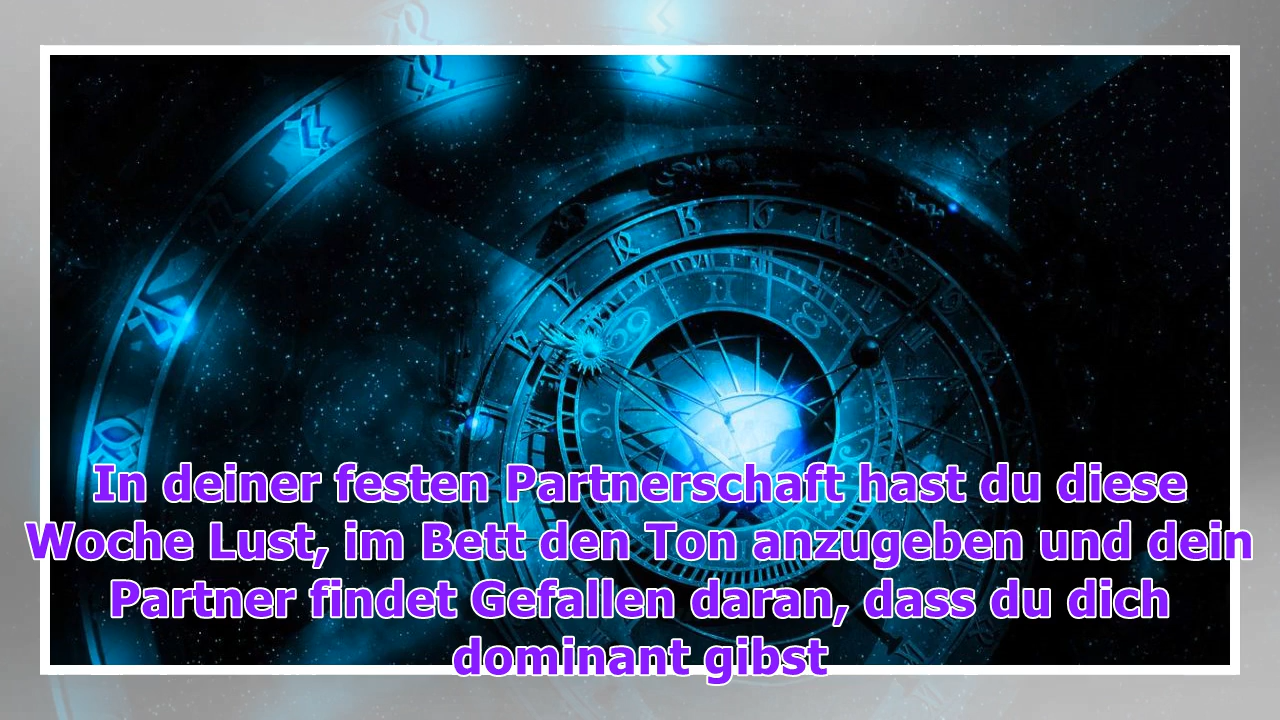 In deiner festen Partnerschaft hast du diese
Woche Lust, im Bett den Ton anzugeben und dein
Partner findet Gefallen daran, dass du dich
dominant gibst